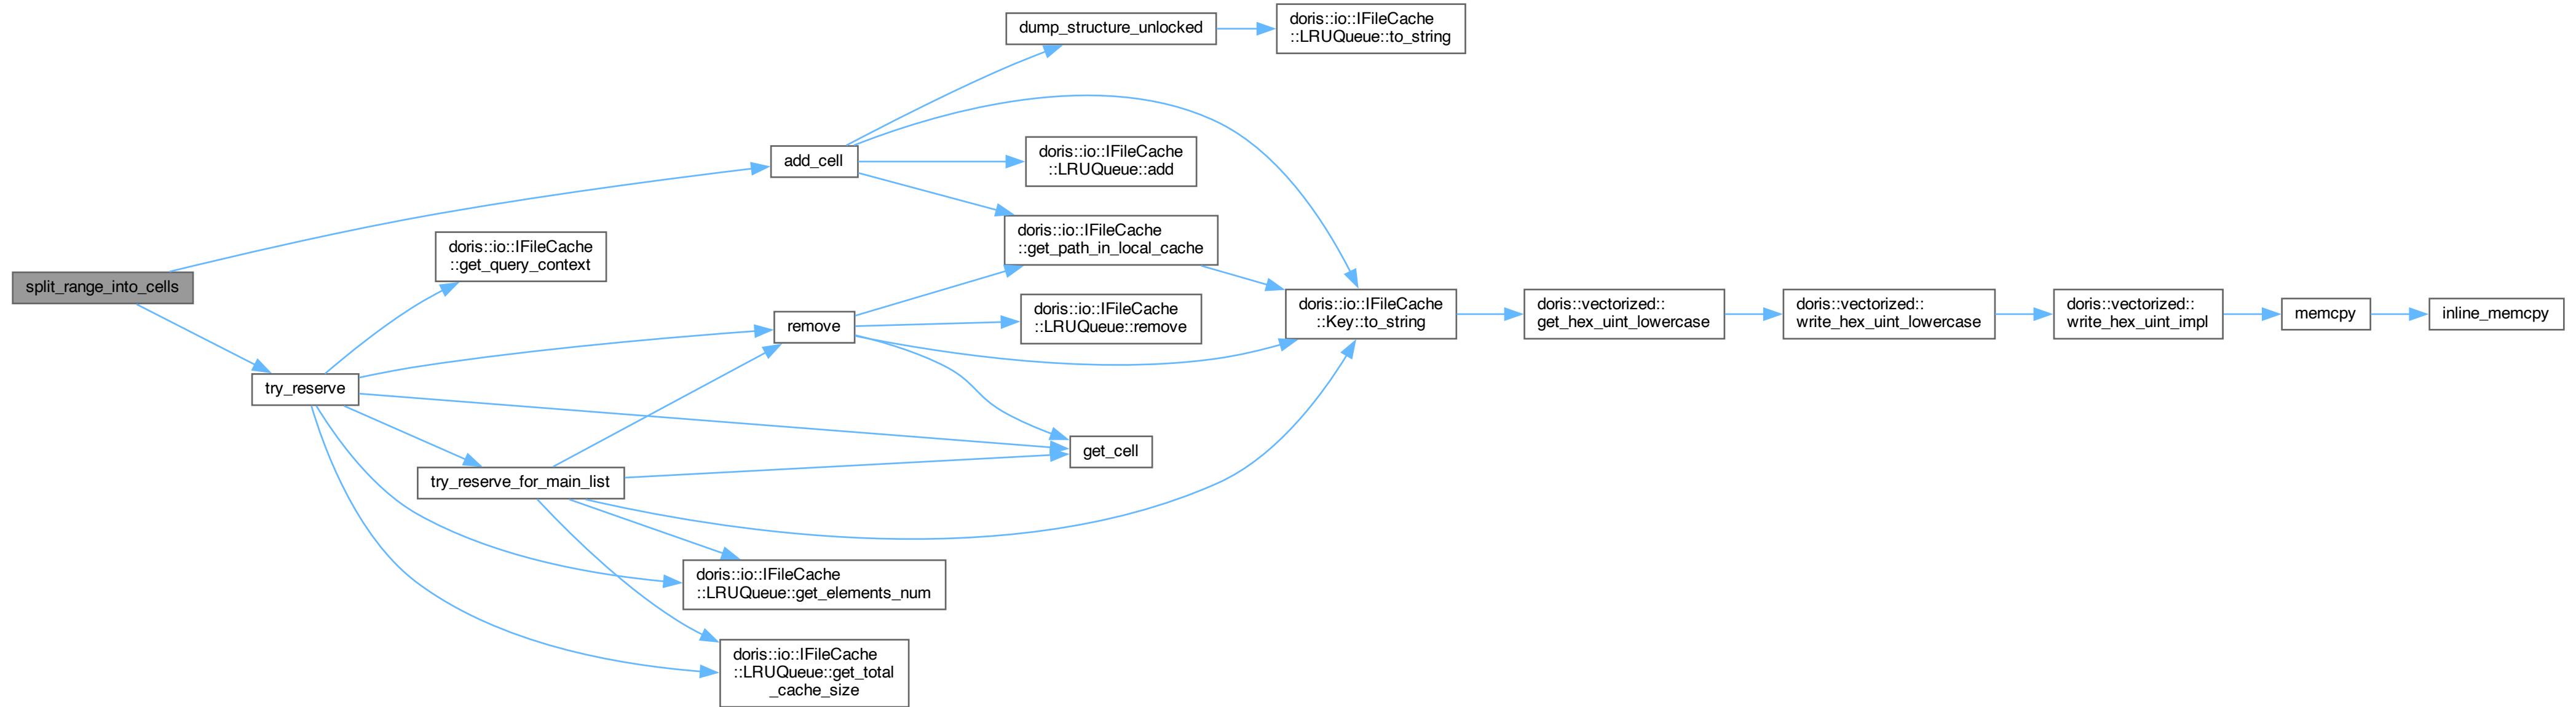 split_range_into_cells
try_reserve
doris::io::IFileCache
::get_query_context
try_reserve_for_main_list
add_cell
remove
doris::io::IFileCache
::LRUQueue::get_elements_num
doris::io::IFileCache
::LRUQueue::get_total
_cache_size
dump_structure_unlocked
doris::io::IFileCache
::LRUQueue::add
doris::io::IFileCache
::get_path_in_local_cache
doris::io::IFileCache
::LRUQueue::remove
get_cell
doris::io::IFileCache
::LRUQueue::to_string
doris::io::IFileCache
::Key::to_string
doris::vectorized::
get_hex_uint_lowercase
doris::vectorized::
write_hex_uint_lowercase
doris::vectorized::
write_hex_uint_impl
memcpy
inline_memcpy